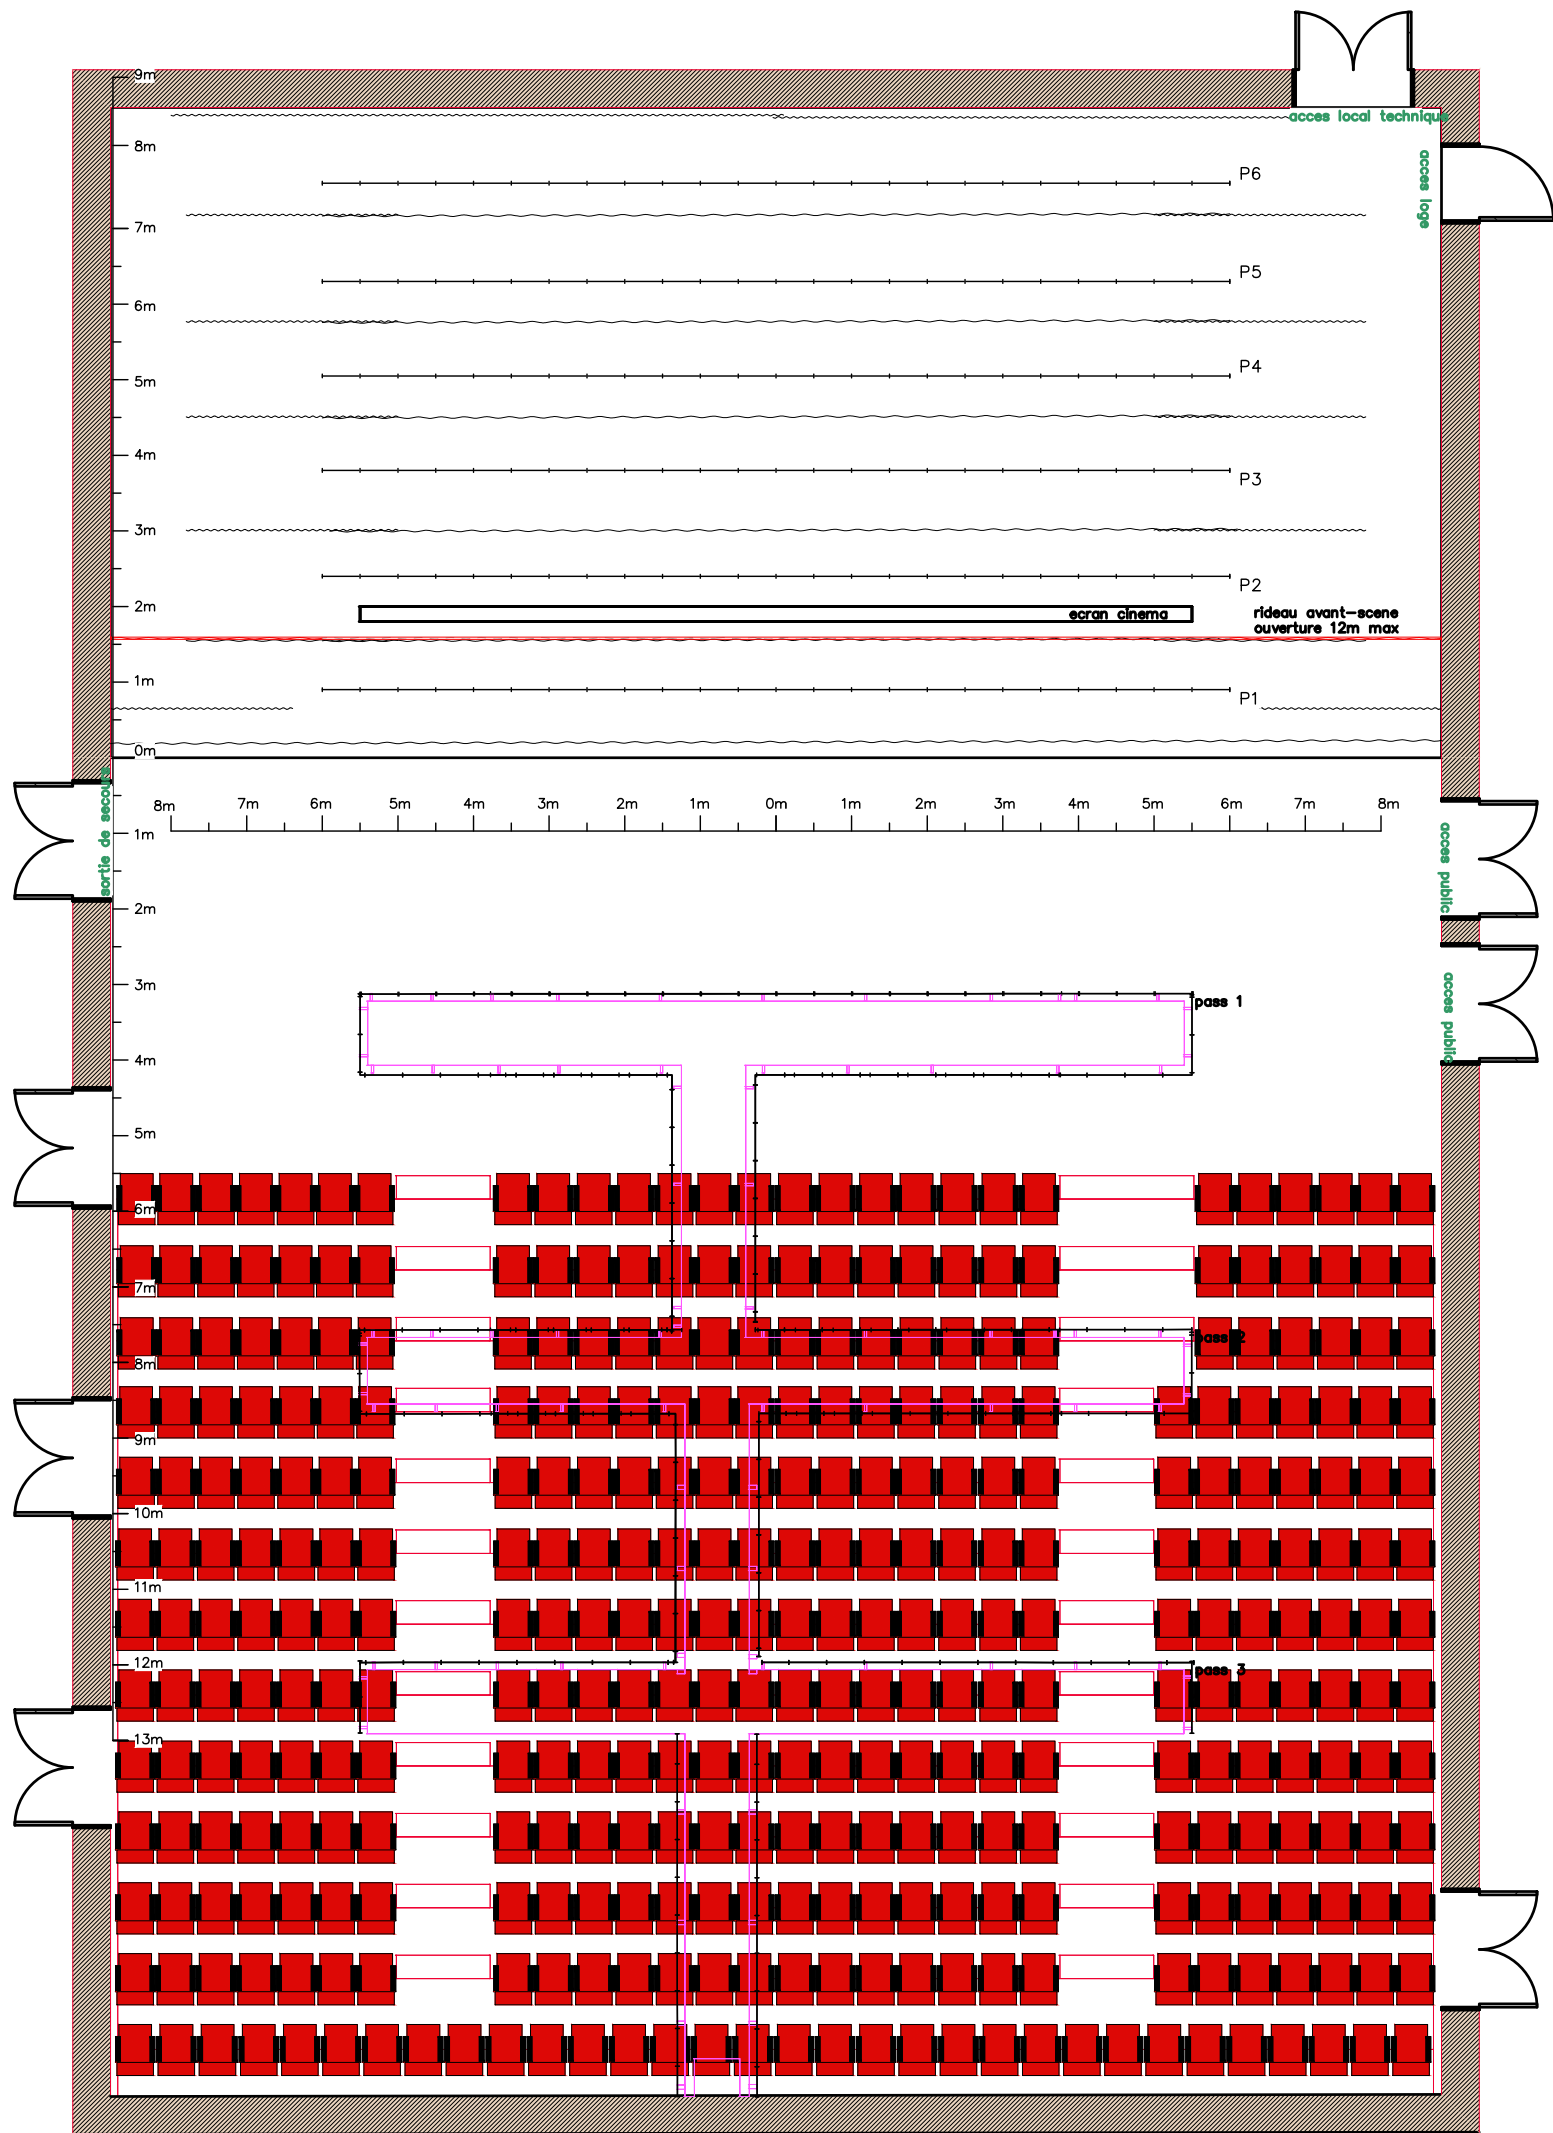 9m
acces local technique
8m
acces loge
P6
7m
P5
6m
P4
5m
4m
P3
3m
P2
2m
ecran cinema
rideau avant-scene
ouverture 12m max
1m
P1
0m
sortie de secours
8m 7m 6m 5m 4m 3m 2m 1m 0m 1m 2m 3m 4m 5m 6m 7m 8m
1m
acces public
2m
3m
pass 1
acces public
4m
5m
6m
7m
pass 2
8m
9m
10m
11m
12m
pass 3
13m